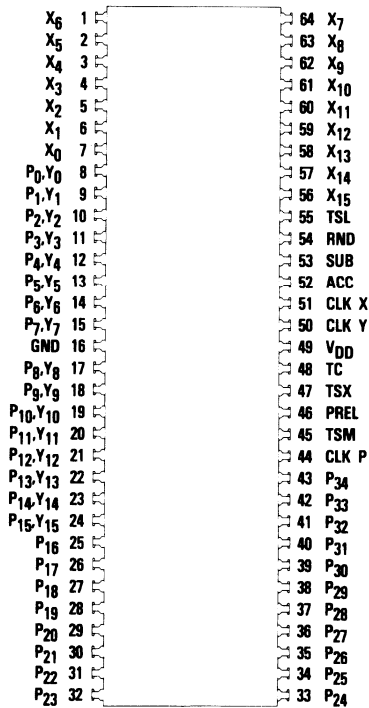 X6 1 64 X7
X5 2 63 X8
X4 3 62 X9
X3 4 61 X10
X2 5 60 X11
X1 6 59 X12
X0 7 58 X13
P0,Y0 8 57 X14
P1,Y1 9 56 X15
P2,Y2 10 55 TSL
P3,Y3 11 54 RND
P4,Y4 12 53 SUB
P5,Y5 13 52 ACC
P6,Y6 14 51 CLK X
P7,Y7 15 50 CLK Y
GND 16 49 VDD
P8,Y8 17 48 TC
P9,Y9 18 47 TSX
P10,Y10 19 46 PREL
P11,Y11 20 45 TSM
P12,Y12 21 44 CLK P
P13,Y13 22 43 P34
P14,Y14 23 42 P33
P15,Y15 24 41 P32
P16 25 40 P31
P17 26 39 P30
P18 27 38 P29
P19 28 37 P28
P20 29 36 P27
P21 30 35 P26
P22 31 34 P25
P23 32 33 P24